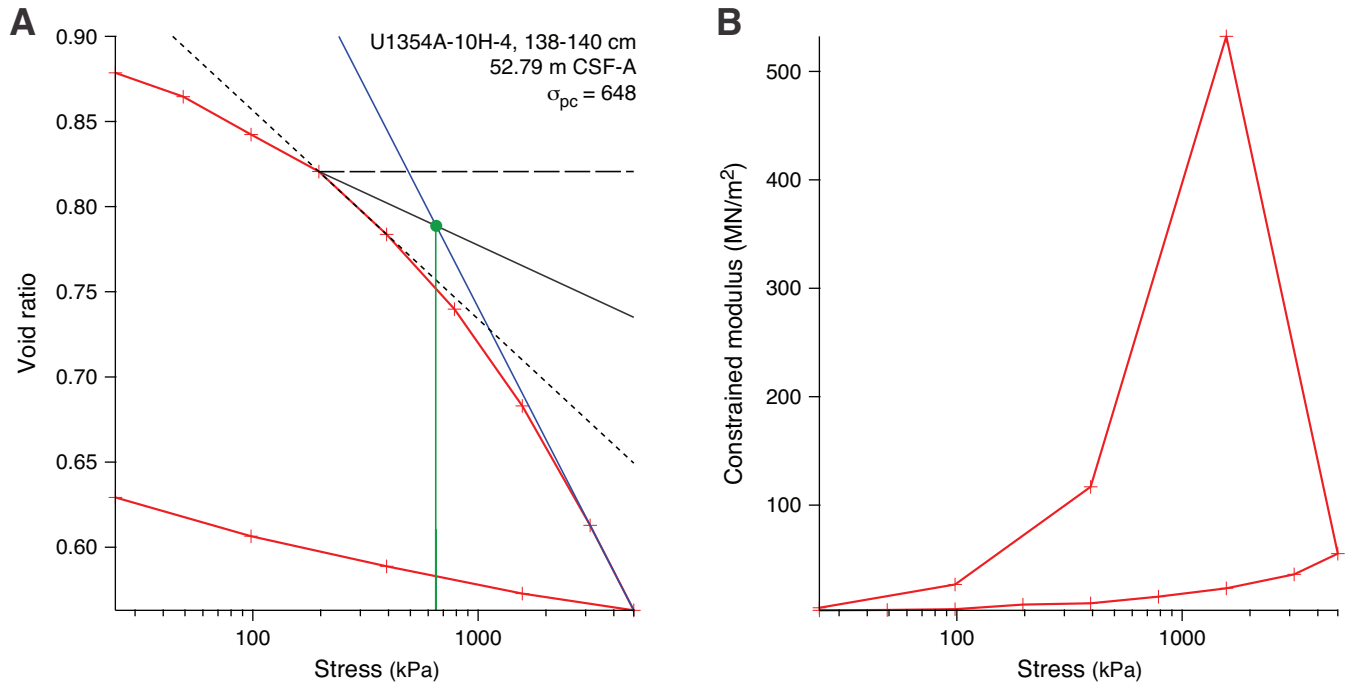 A
U1354A-10H-4, 138-140 cm
52.79 m CSF-A
σpc = 648
Void ratio
0.90
0.85
0.80
0.75
0.70
0.65
0.60
100
1000
Stress (kPa)
B
Constrained modulus (MN/m²)
500
400
300
200
100
100
1000
Stress (kPa)